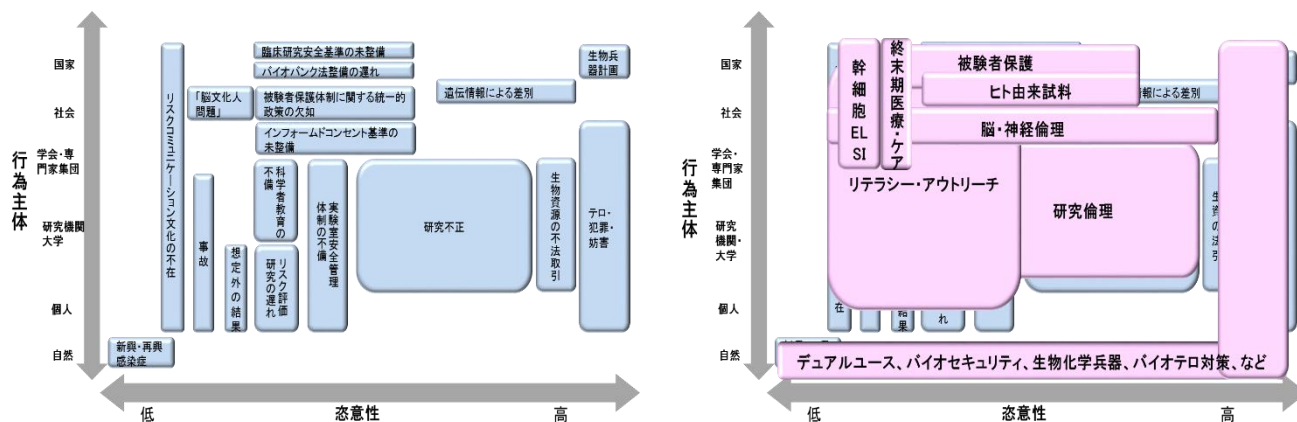 国家
社会
学会・専
門家集団
研究機関
大学
個人
自然
行為主体
低
恣意性
高
リスクコミュニケーション文化の不在
臨床研究安全基準の未整備
バイオバンク法整備の遅れ
「脳文化人
問題」
被験者保護体制に関する統一的
政策の欠如
インフォームドコンセント基準の
未整備
遺伝情報による差別
生物兵
器計画
事故
想定外の結果
科学者教育の
不備
リスク評価
研究の遅れ
実験室安全管理
体制の不備
研究不正
生物資源の不法取引
テロ・
犯罪・妨
害
新興・再興
感染症
国家
社会
学会・
専門家
集団
研究
機関・
大学
個人
自然
行為主体
低
恣意性
高
幹細胞ELSI
終末期医療・ケア
被験者保護
ヒト由来試料
報による差別
脳・神経倫理
リテラシー・アウトリーチ
研究倫理
在
結果
れ
デュアルユース、バイオセキュリティ、生物化学兵器、バイオテロ対策、など